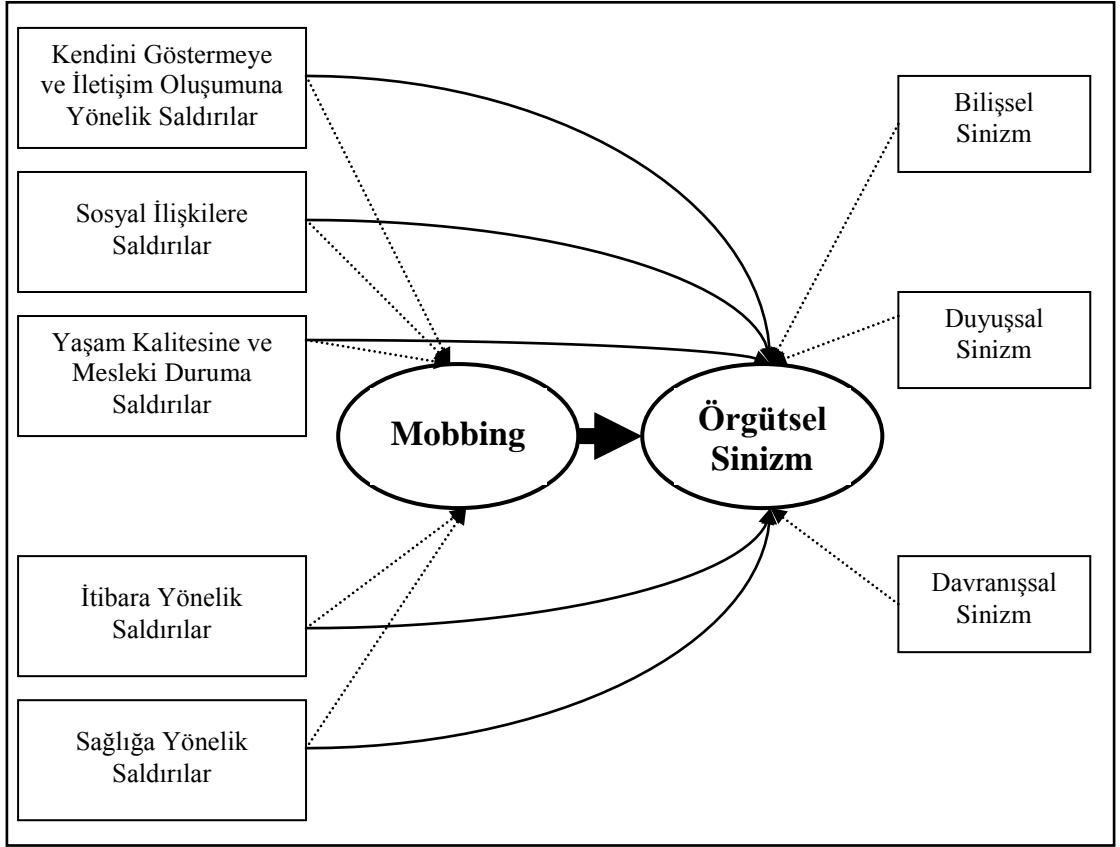 Kendini Göstermeye
ve İletişim Oluşumuna
Yönelik Saldırılar
Sosyal İlişkilere
Saldırılar
Yaşam Kalitesine ve
Mesleki Duruma
Saldırılar
İtibara Yönelik
Saldırılar
Sağlığa Yönelik
Saldırılar
Mobbing
Örgütsel
Sinizm
Bilişsel
Sinizm
Duyuşsal
Sinizm
Davranışsal
Sinizm